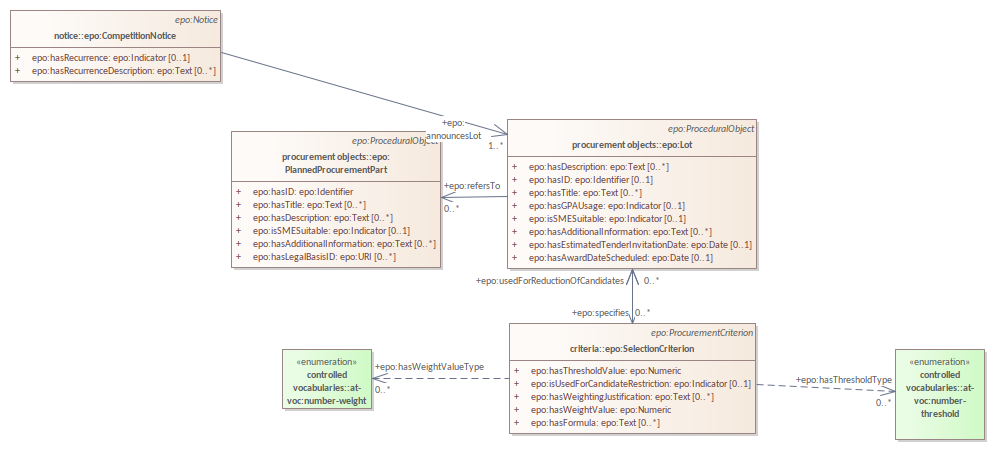 epo:Notice
notice::epo:CompetitionNotice
+ epo:hasRecurrence: epo:Indicator [0..1]
+ epo:hasRecurrenceDescription: epo:Text [0..*]
+epo:
announcesLot
1..*
epo:ProceduralObject
procurement objects::epo:
PlannedProcurementPart
+ epo:hasID: epo:Identifier
+ epo:hasTitle: epo:Text [0..*]
+ epo:hasDescription: epo:Text [0..*]
+ epo:isSMESuitable: epo:Indicator [0..1]
+ epo:hasAdditionalInformation: epo:Text [0..*]
+ epo:hasLegalBasisID: epo:URI [0..*]
+epo:refersTo
0..*
epo:ProceduralObject
procurement objects::epo:Lot
+ epo:hasDescription: epo:Text [0..*]
+ epo:hasID: epo:Identifier [0..1]
+ epo:hasTitle: epo:Text [0..*]
+ epo:hasGPAUsage: epo:Indicator [0..1]
+ epo:isSMESuitable: epo:Indicator [0..1]
+ epo:hasAdditionalInformation: epo:Text [0..*]
+ epo:hasEstimatedTenderInvitationDate: epo:Date [0..1]
+ epo:hasAwardDateScheduled: epo:Date [0..1]
+epo:usedForReductionOfCandidates 0..*
+epo:specifies 0..*
epo:ProcurementCriterion
criteria::epo:SelectionCriterion
+ epo:hasThresholdValue: epo:Numeric
+ epo:isUsedForCandidateRestriction: epo:Indicator [0..1]
+ epo:hasWeightingJustification: epo:Text [0..*]
+ epo:hasWeightValue: epo:Numeric
+ epo:hasFormula: epo:Text [0..*]
«enumeration»
controlled
vocabularies::at-
voc:number-weight
+epo:hasWeightValueType
0..*
+epo:hasThresholdType
0..*
«enumeration»
controlled
vocabularies::at-
voc:number-
threshold